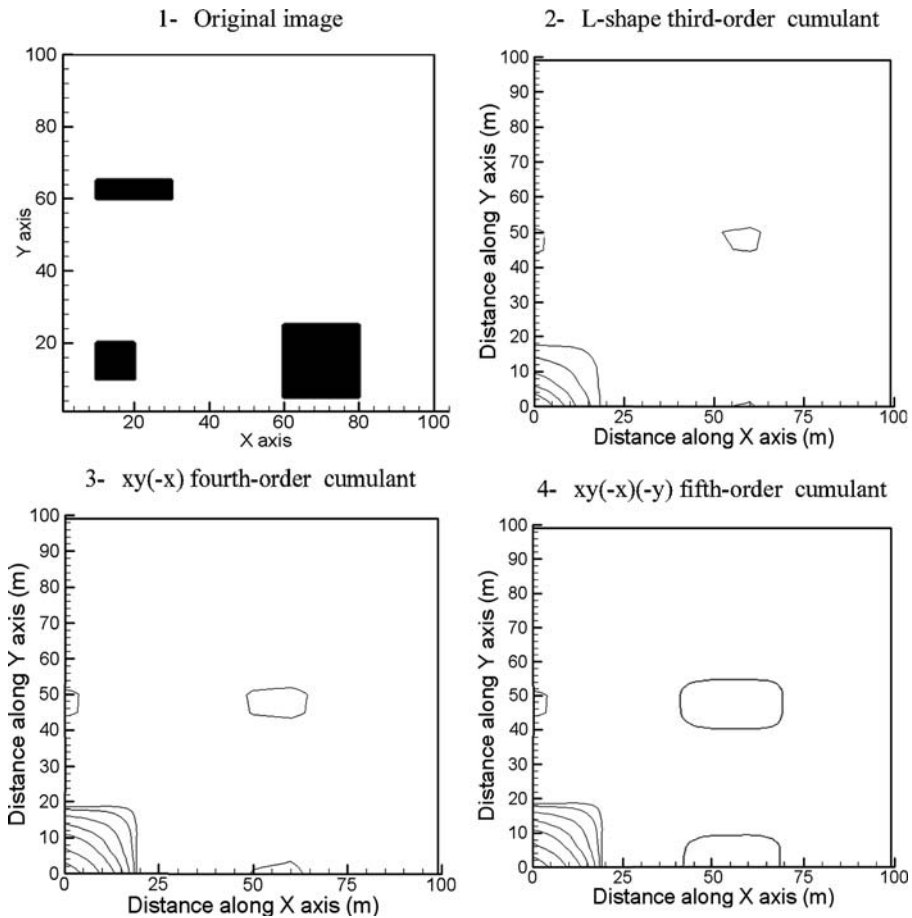 1- Original image
100
80
60
40
20
Y axis
20 40 60 80 100
X axis
2- L-shape third-order cumulant
100
90
80
70
60
50
40
30
20
10
0
Distance along Y axis (m)
0 25 50 75 100
Distance along X axis (m)
3- xy(-x) fourth-order cumulant
100
90
80
70
60
50
40
30
20
10
0
Distance along Y axis (m)
0 25 50 75 100
Distance along X axis (m)
4- xy(-x)(-y) fifth-order cumulant
100
90
80
70
60
50
40
30
20
10
0
Distance along Y axis (m)
0 25 50 75 100
Distance along X axis (m)